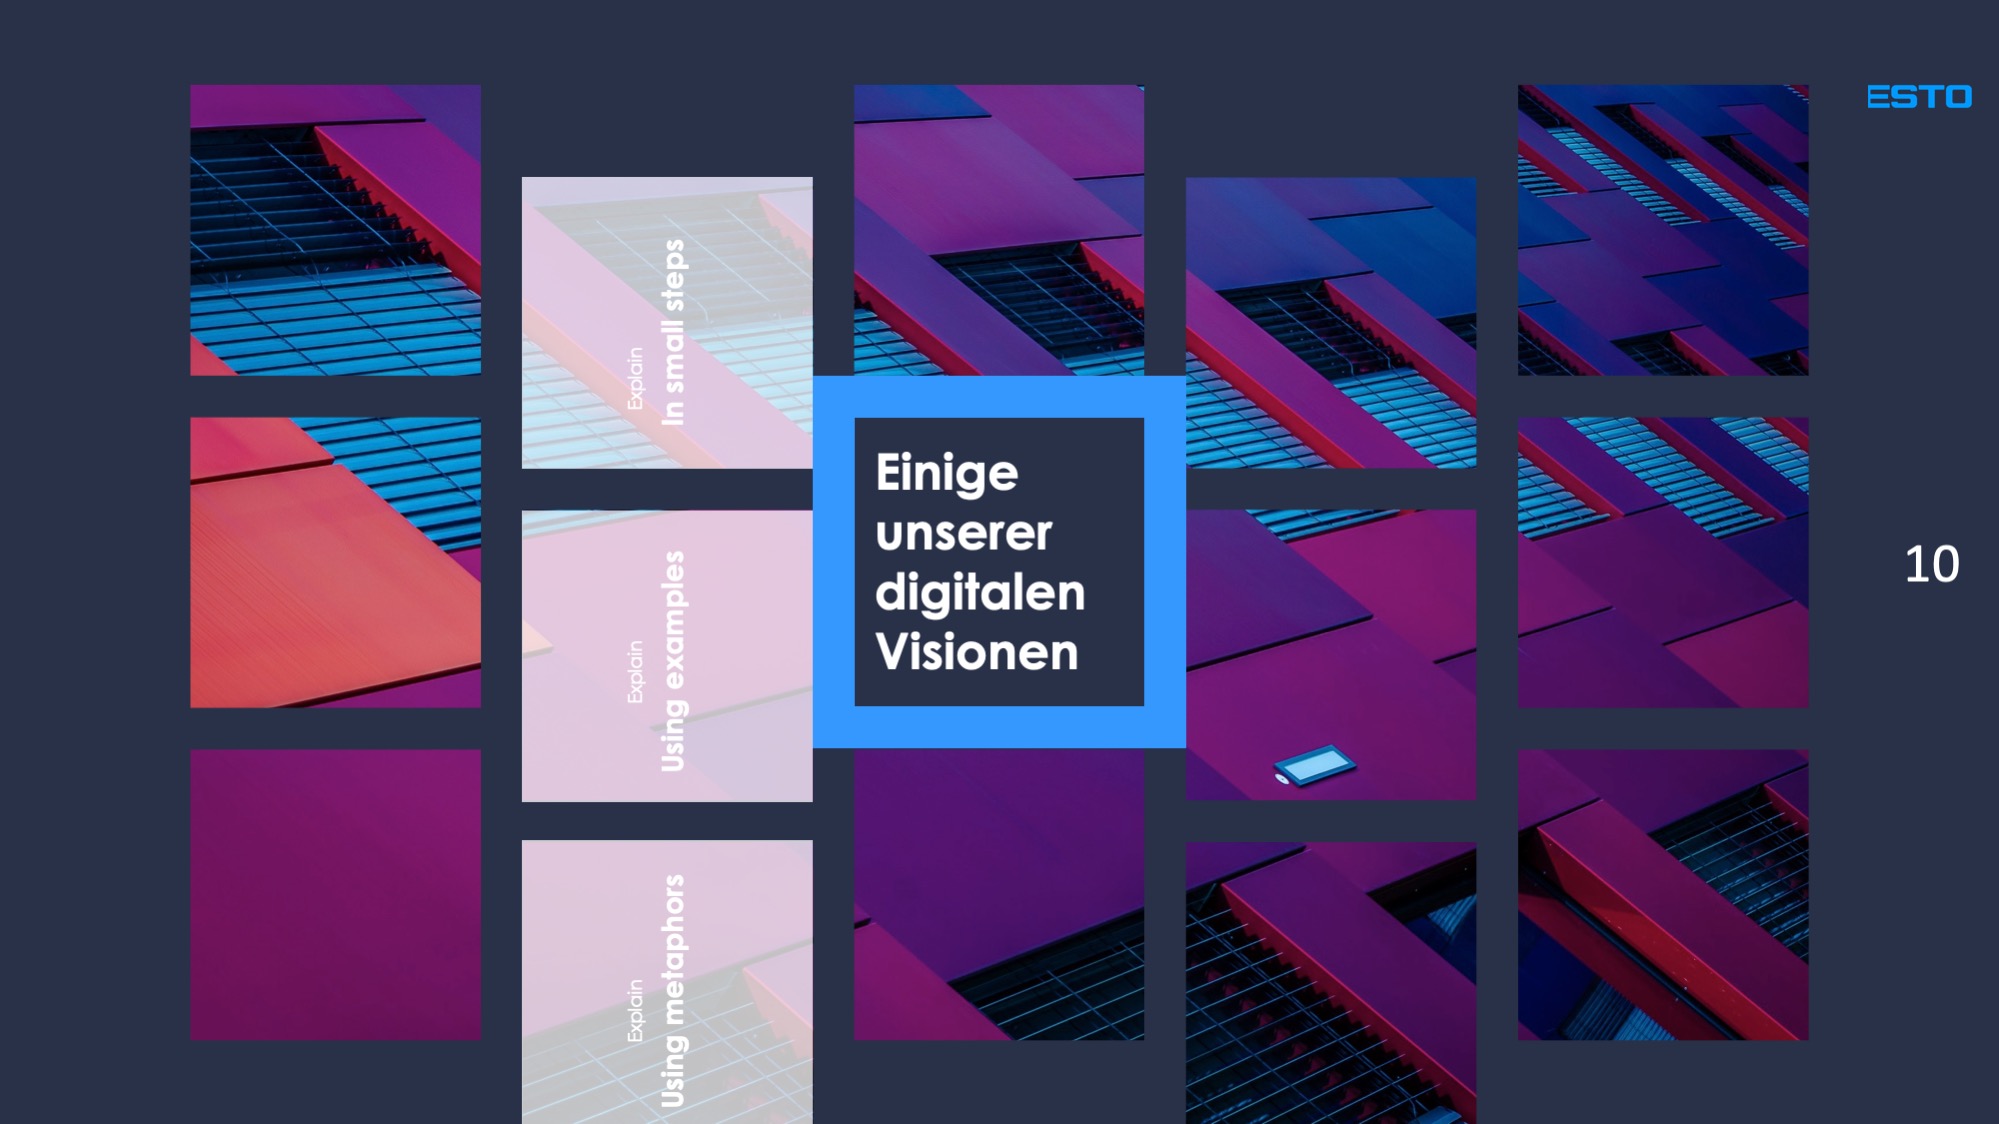 ESTO
Explain
In small steps
Explain
Using examples
Explain
Using metaphors
Einige
unserer
digitalen
Visionen
10